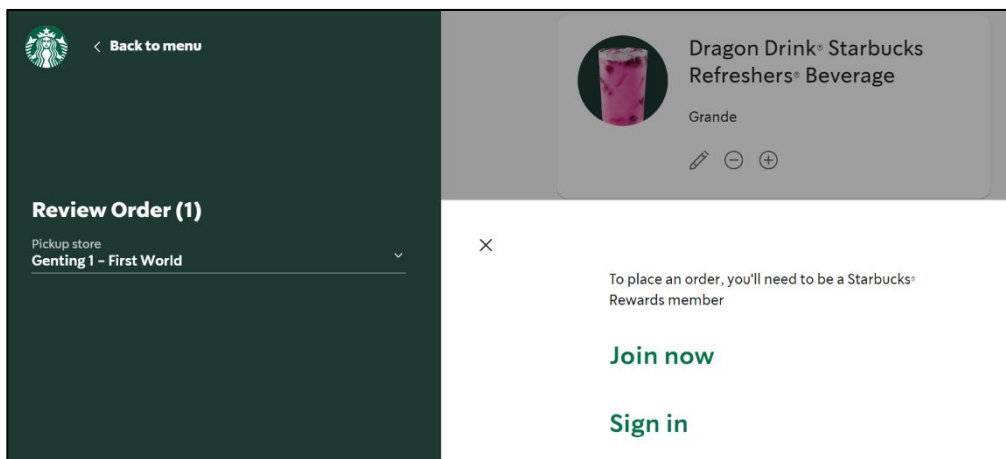 < Back to menu
Review Order (1)
Pickup store
Genting 1 – First World
Dragon Drink® Starbucks
Refreshers® Beverage
Grande
To place an order, you'll need to be a Starbucks®
Rewards member
Join now
Sign in